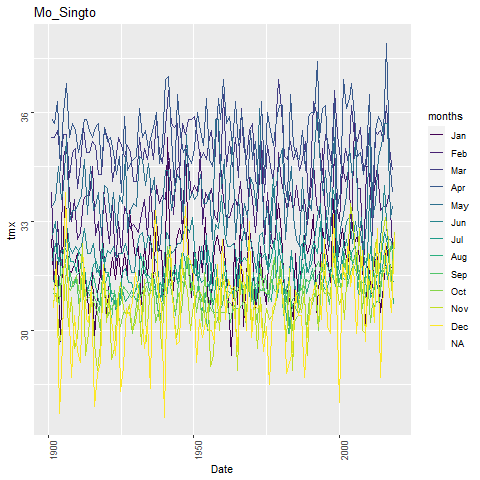 Mo_Singto
tmx
36
33
30
1900
1950
2000
Date
months
Jan
Feb
Mar
Apr
May
Jun
Jul
Aug
Sep
Oct
Nov
Dec
NA